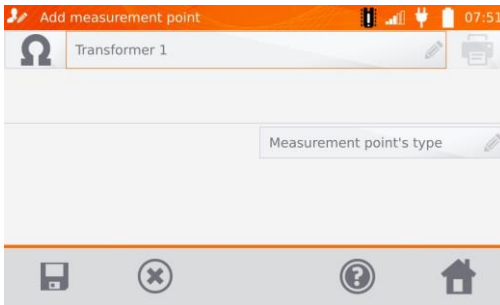 Add measurement point 07:51
Ω Transformer 1
Measurement point's type